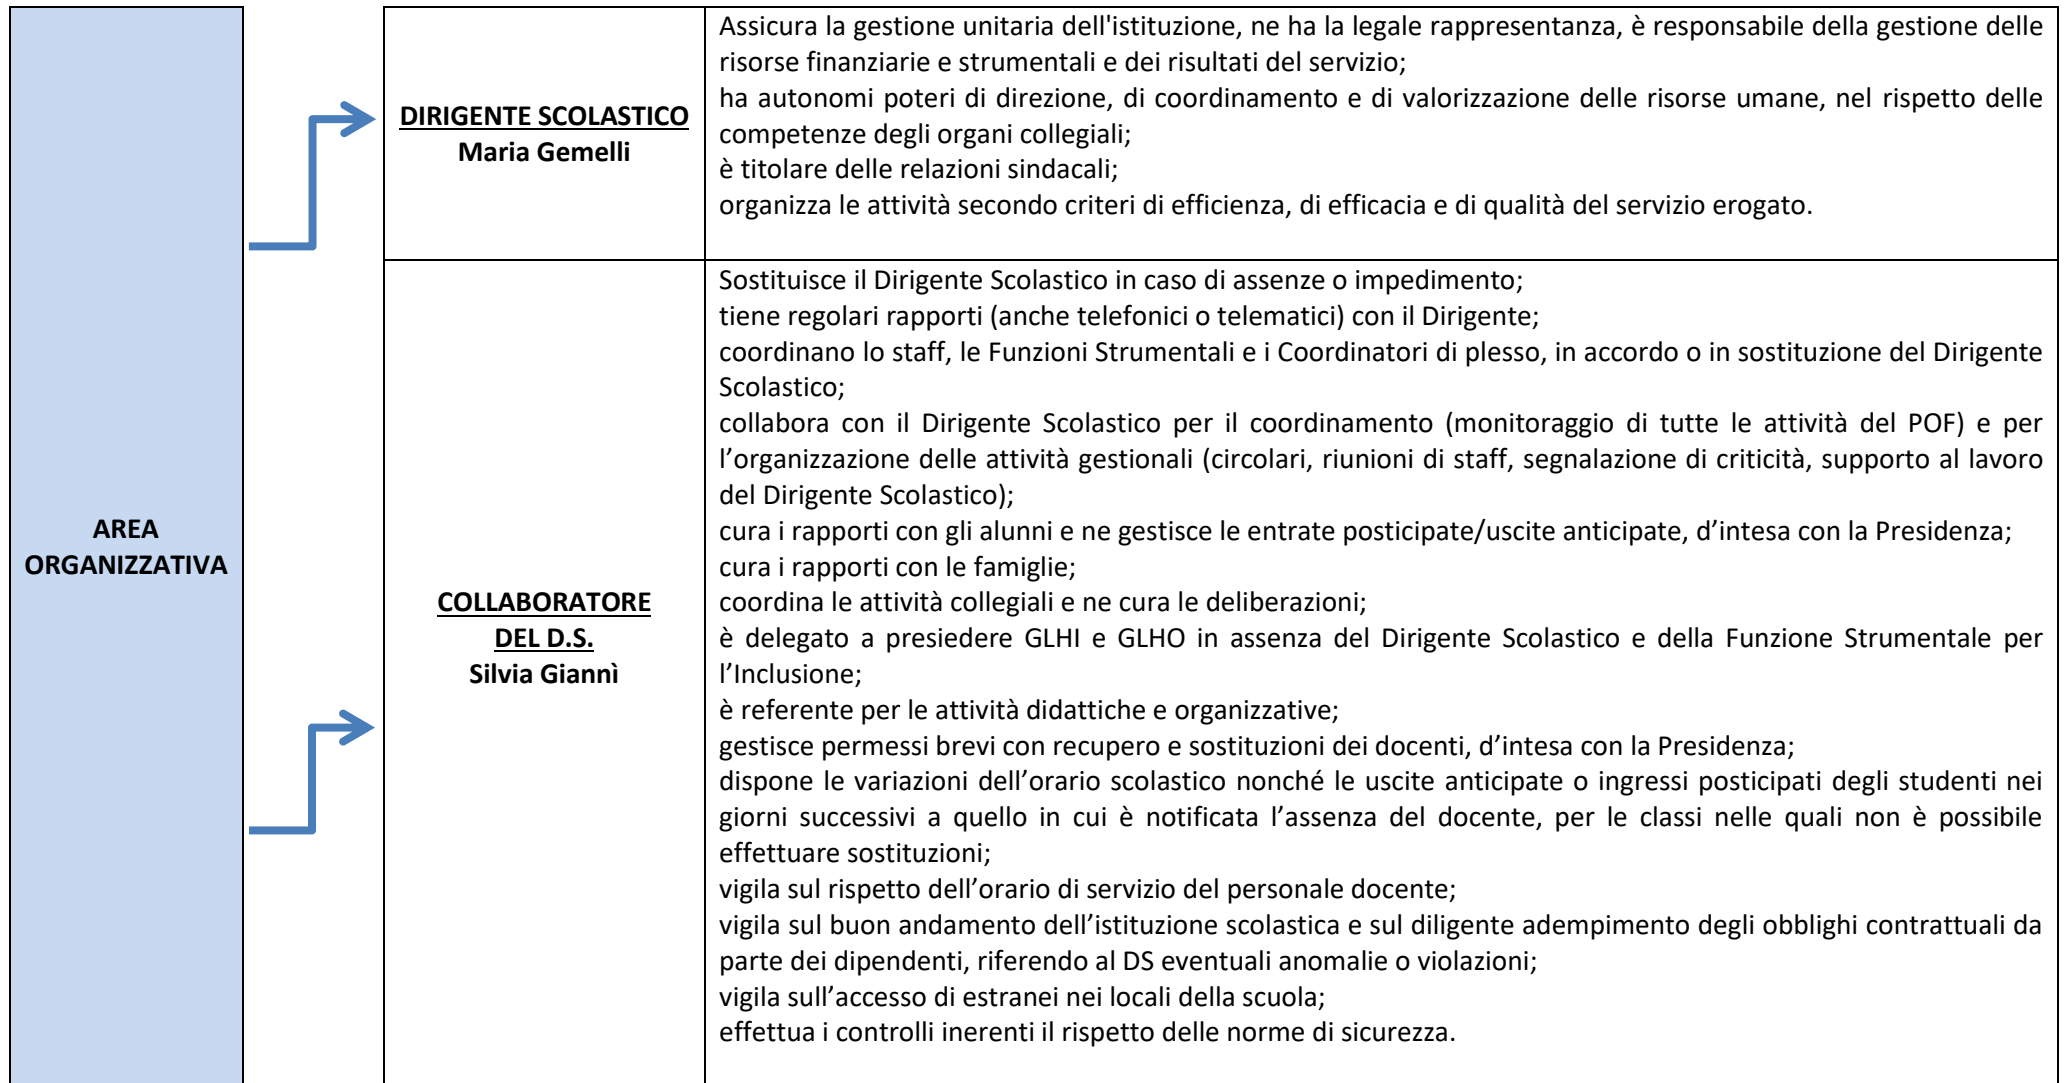 AREA
ORGANIZZATIVA
DIRIGENTE SCOLASTICO
Maria Gemelli
Assicura la gestione unitaria dell'istituzione, ne ha la legale rappresentanza, è responsabile della gestione delle
risorse finanziarie e strumentali e dei risultati del servizio;
ha autonomi poteri di direzione, di coordinamento e di valorizzazione delle risorse umane, nel rispetto delle
competenze degli organi collegiali;
è titolare delle relazioni sindacali;
organizza le attività secondo criteri di efficienza, di efficacia e di qualità del servizio erogato.
COLLABORATORE
DEL D.S.
Silvia Giannì
Sostituisce il Dirigente Scolastico in caso di assenze o impedimento;
tiene regolari rapporti (anche telefonici o telematici) con il Dirigente;
coordinano lo staff, le Funzioni Strumentali e i Coordinatori di plesso, in accordo o in sostituzione del Dirigente
Scolastico;
collabora con il Dirigente Scolastico per il coordinamento (monitoraggio di tutte le attività del POF) e per
l’organizzazione delle attività gestionali (circolari, riunioni di staff, segnalazione di criticità, supporto al lavoro
del Dirigente Scolastico);
cura i rapporti con gli alunni e ne gestisce le entrate posticipate/uscite anticipate, d’intesa con la Presidenza;
cura i rapporti con le famiglie;
coordina le attività collegiali e ne cura le deliberazioni;
è delegato a presiedere GLHI e GLHO in assenza del Dirigente Scolastico e della Funzione Strumentale per
l’Inclusione;
è referente per le attività didattiche e organizzative;
gestisce permessi brevi con recupero e sostituzioni dei docenti, d’intesa con la Presidenza;
dispone le variazioni dell’orario scolastico nonché le uscite anticipate o ingressi posticipati degli studenti nei
giorni successivi a quello in cui è notificata l’assenza del docente, per le classi nelle quali non è possibile
effettuare sostituzioni;
vigila sul rispetto dell’orario di servizio del personale docente;
vigila sul buon andamento dell’istituzione scolastica e sul diligente adempimento degli obblighi contrattuali da
parte dei dipendenti, riferendo al DS eventuali anomalie o violazioni;
vigila sull’accesso di estranei nei locali della scuola;
effettua i controlli inerenti il rispetto delle norme di sicurezza.